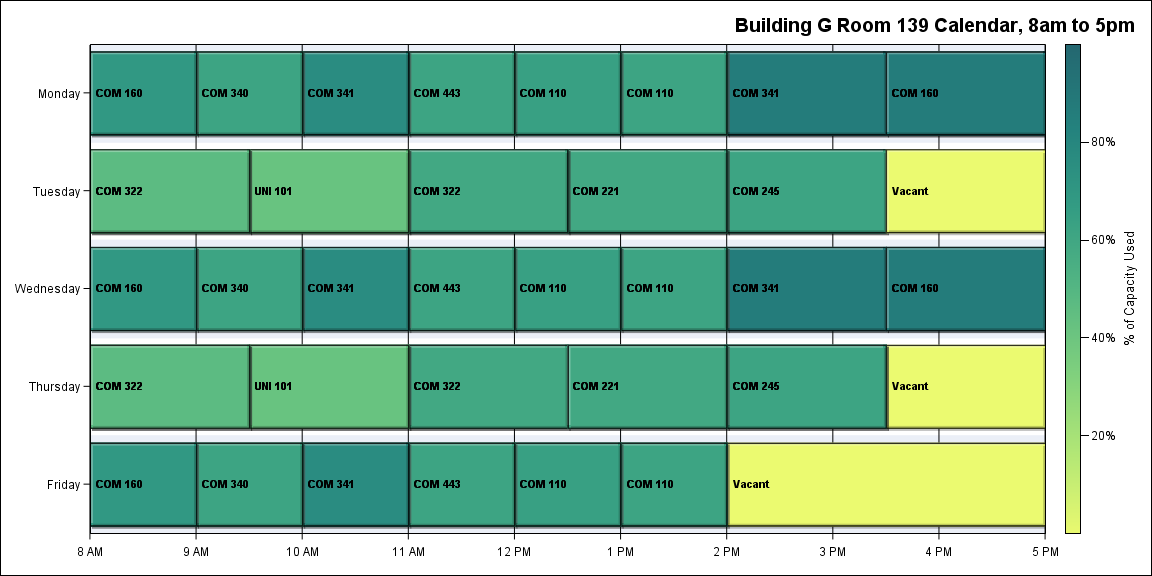 Building G Room 139 Calendar, 8am to 5pm
Monday
COM 160
COM 340
COM 341
COM 443
COM 110
COM 110
COM 341
COM 160
Tuesday
COM 322
UNI 101
COM 322
COM 221
COM 245
Vacant
Wednesday
COM 160
COM 340
COM 341
COM 443
COM 110
COM 110
COM 341
COM 160
Thursday
COM 322
UNI 101
COM 322
COM 221
COM 245
Vacant
Friday
COM 160
COM 340
COM 341
COM 443
COM 110
COM 110
Vacant
8 AM
9 AM
10 AM
11 AM
12 PM
1 PM
2 PM
3 PM
4 PM
5 PM
80%
60%
40%
20%
% of Capacity Used